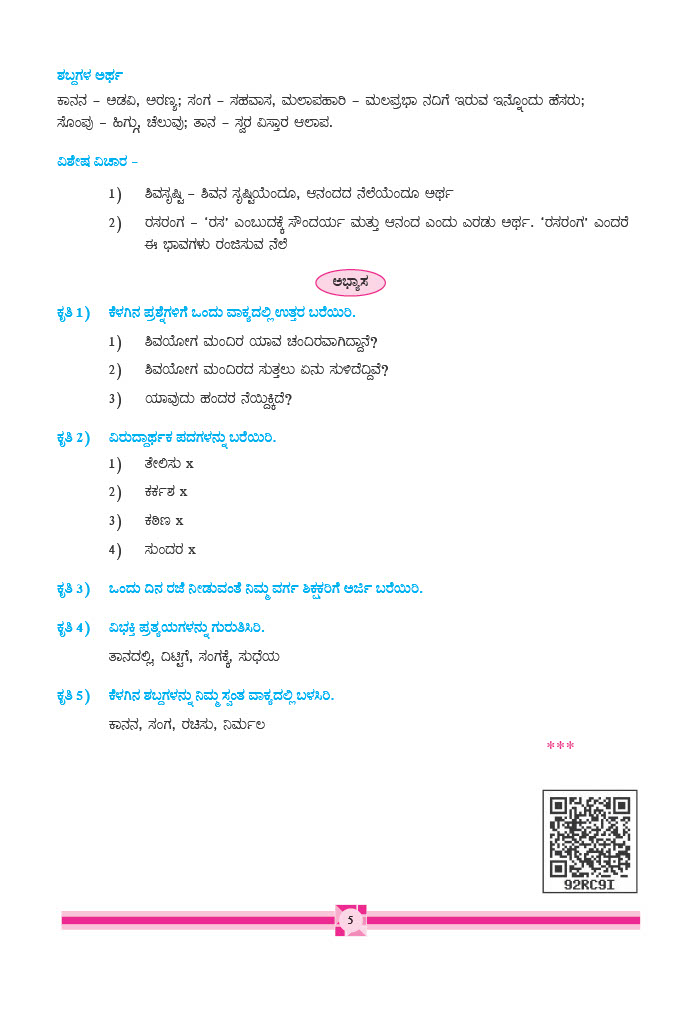 ಶಬ್ದಗಳ ಅರ್ಥ
ಕಾನನ – ಅಡವಿ, ಅರಣ್ಯ; ಸಂಗ – ಸಹವಾಸ, ಮಲಾಪಹಾರಿ – ಮಲಪ್ರಭಾ ನದಿಗೆ ಇರುವ ಇನ್ನೊಂದು ಹೆಸರು;
ಸೊಂಪು – ಹಿಗ್ಗು, ಚೆಲುವು; ತಾನ – ಸ್ವರ ವಿಸ್ತಾರ ಆಲಾಪ.
ವಿಶೇಷ ವಿಚಾರ –
1) ಶಿವಸೃಷ್ಟಿ – ಶಿವನ ಸೃಷ್ಟಿಯೆಂದೂ, ಆನಂದದ ನೆಲೆಯೆಂದೂ ಅರ್ಥ
2) ರಸರಂಗ – ‘ರಸ’ ಎಂಬುದಕ್ಕೆ ಸೌಂದರ್ಯ ಮತ್ತು ಆನಂದ ಎಂದು ಎರಡು ಅರ್ಥ. ‘ರಸರಂಗ’ ಎಂದರೆ
ಈ ಭಾವಗಳು ರಂಜಿಸುವ ನೆಲೆ
ಅಭ್ಯಾಸ
ಕೃತಿ 1) ಕೆಳಗಿನ ಪ್ರಶ್ನೆಗಳಿಗೆ ಒಂದು ವಾಕ್ಯದಲ್ಲಿ ಉತ್ತರ ಬರೆಯಿರಿ.
1) ಶಿವಯೋಗ ಮಂದಿರ ಯಾವ ಚಂದಿರವಾಗಿದ್ದಾನೆ?
2) ಶಿವಯೋಗ ಮಂದಿರದ ಸುತ್ತಲು ಏನು ಸುಳಿದೆದ್ದಿವೆ?
3) ಯಾವುದು ಹಂದರ ನೆಯ್ದಿಕ್ಕಿದೆ?
ಕೃತಿ 2) ವಿರುದ್ದಾರ್ಥಕ ಪದಗಳನ್ನು ಬರೆಯಿರಿ.
1) ತೇಲಿಸು x
2) ಕರ್ಕಶ x
3) ಕಠಿಣ x
4) ಸುಂದರ x
ಕೃತಿ 3) ಒಂದು ದಿನ ರಜೆ ನೀಡುವಂತೆ ನಿಮ್ಮ ವರ್ಗ ಶಿಕ್ಷಕರಿಗೆ ಅರ್ಜಿ ಬರೆಯಿರಿ.
ಕೃತಿ 4) ವಿಭಕ್ತಿ ಪ್ರತ್ಯಯಗಳನ್ನು ಗುರುತಿಸಿರಿ.
ತಾನದಲ್ಲಿ, ದಿಟ್ಟಿಗೆ, ಸಂಗಕ್ಕೆ, ಸುಧೆಯ
ಕೃತಿ 5) ಕೆಳಗಿನ ಶಬ್ದಗಳನ್ನು ನಿಮ್ಮ ಸ್ವಂತ ವಾಕ್ಯದಲ್ಲಿ ಬಳಸಿರಿ.
ಕಾನನ, ಸಂಗ, ರಚಿಸು, ನಿರ್ಮಲ
***
92RC9I
5